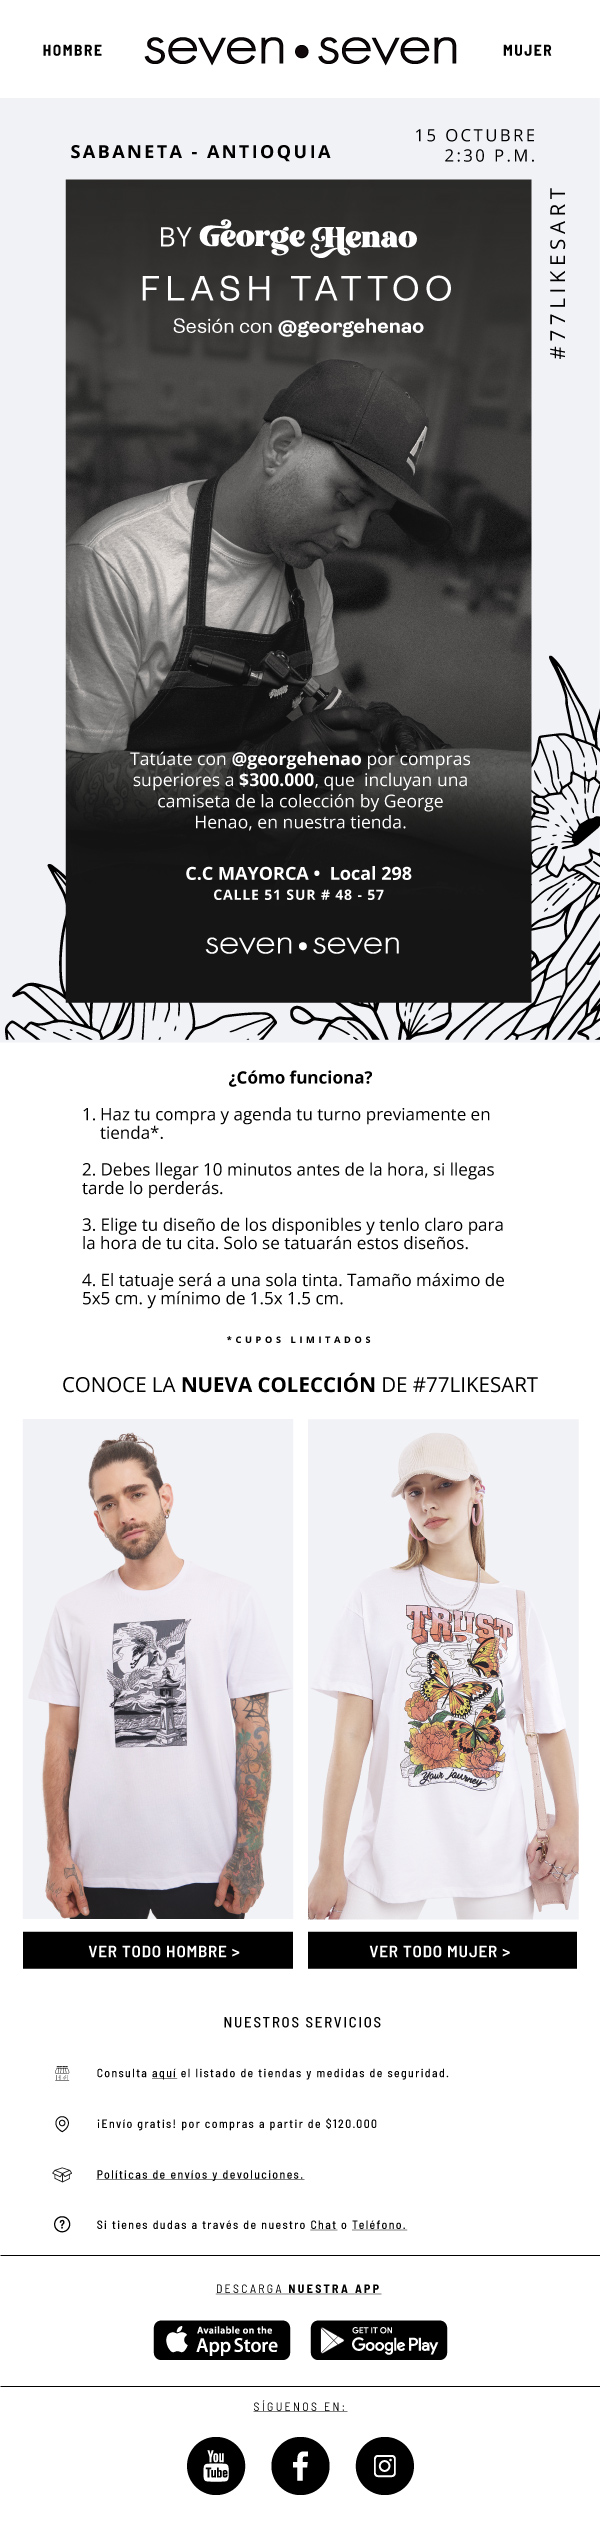 HOMBRE
seven•seven
MUJER
SABANETA - ANTIOQUIA
15 OCTUBRE
2:30 P.M.
#77LIKESART
BY George Henao
FLASH TATTOO
Sesión con @georgehenao
Tatúate con @georgehenao por compras
superiores a $300.000, que incluyan una
camiseta de la colección by George
Henao, en nuestra tienda.
C.C MAYORCA • Local 298
CALLE 51 SUR # 48 - 57
seven•seven
¿Cómo funciona?
1. Haz tu compra y agenda tu turno previamente en
tienda*.
2. Debes llegar 10 minutos antes de la hora, si llegas
tarde lo perderás.
3. Elige tu diseño de los disponibles y tenlo claro para
la hora de tu cita. Solo se tatuarán estos diseños.
4. El tatuaje será a una sola tinta. Tamaño máximo de
5x5 cm. y mínimo de 1.5x 1.5 cm.
*CUPOS LIMITADOS
CONOCE LA NUEVA COLECCIÓN DE #77LIKESART
TRUST
Your journey
VER TODO HOMBRE >
VER TODO MUJER >
NUESTROS SERVICIOS
Consulta aquí el listado de tiendas y medidas de seguridad.
¡Envío gratis! por compras a partir de $120.000
Políticas de envíos y devoluciones.
Si tienes dudas a través de nuestro Chat o Teléfono.
DESCARGA NUESTRA APP
Available on the
App Store
GET IT ON
Google Play
SÍGUENOS EN:
You
Tube